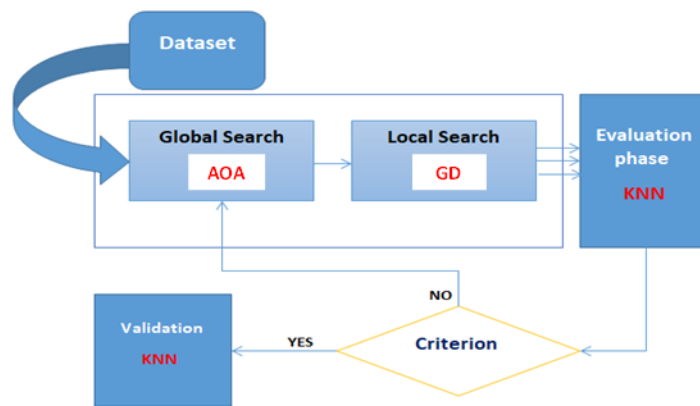 Dataset
Global Search
AOA
Local Search
GD
Evaluation
phase
KNN
NO
YES
Criterion
Validation
KNN